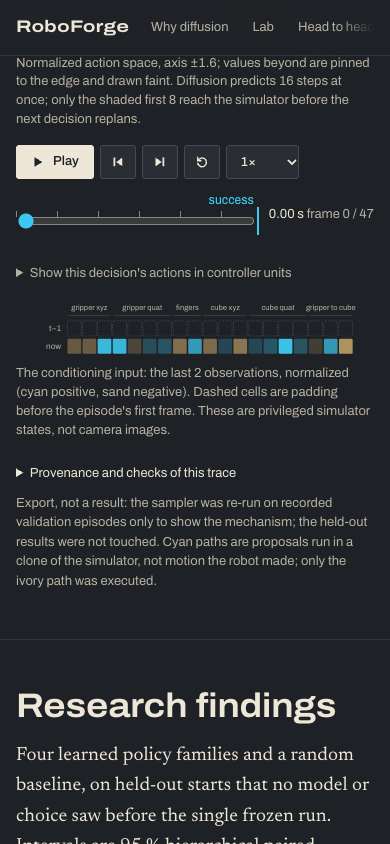 RoboForge Why diffusion Lab Head to head
Normalized action space, axis ±1.6; values beyond are pinned
to the edge and drawn faint. Diffusion predicts 16 steps at
once; only the shaded first 8 reach the simulator before the
next decision replans.
Play 1×
success
0.00 s frame 0 / 47
Show this decision's actions in controller units
gripper xyz gripper quat fingers cube xyz cube quat gripper to cube
t−1
now
The conditioning input: the last 2 observations, normalized
(cyan positive, sand negative). Dashed cells are padding
before the episode's first frame. These are privileged simulator
states, not camera images.
Provenance and checks of this trace
Export, not a result: the sampler was re-run on recorded
validation episodes only to show the mechanism; the held-out
results were not touched. Cyan paths are proposals run in a
clone of the simulator, not motion the robot made; only the
ivory path was executed.
Research findings
Four learned policy families and a random
baseline, on held-out starts that no model or
choice saw before the single frozen run.
Intervals are 95 % hierarchical paired